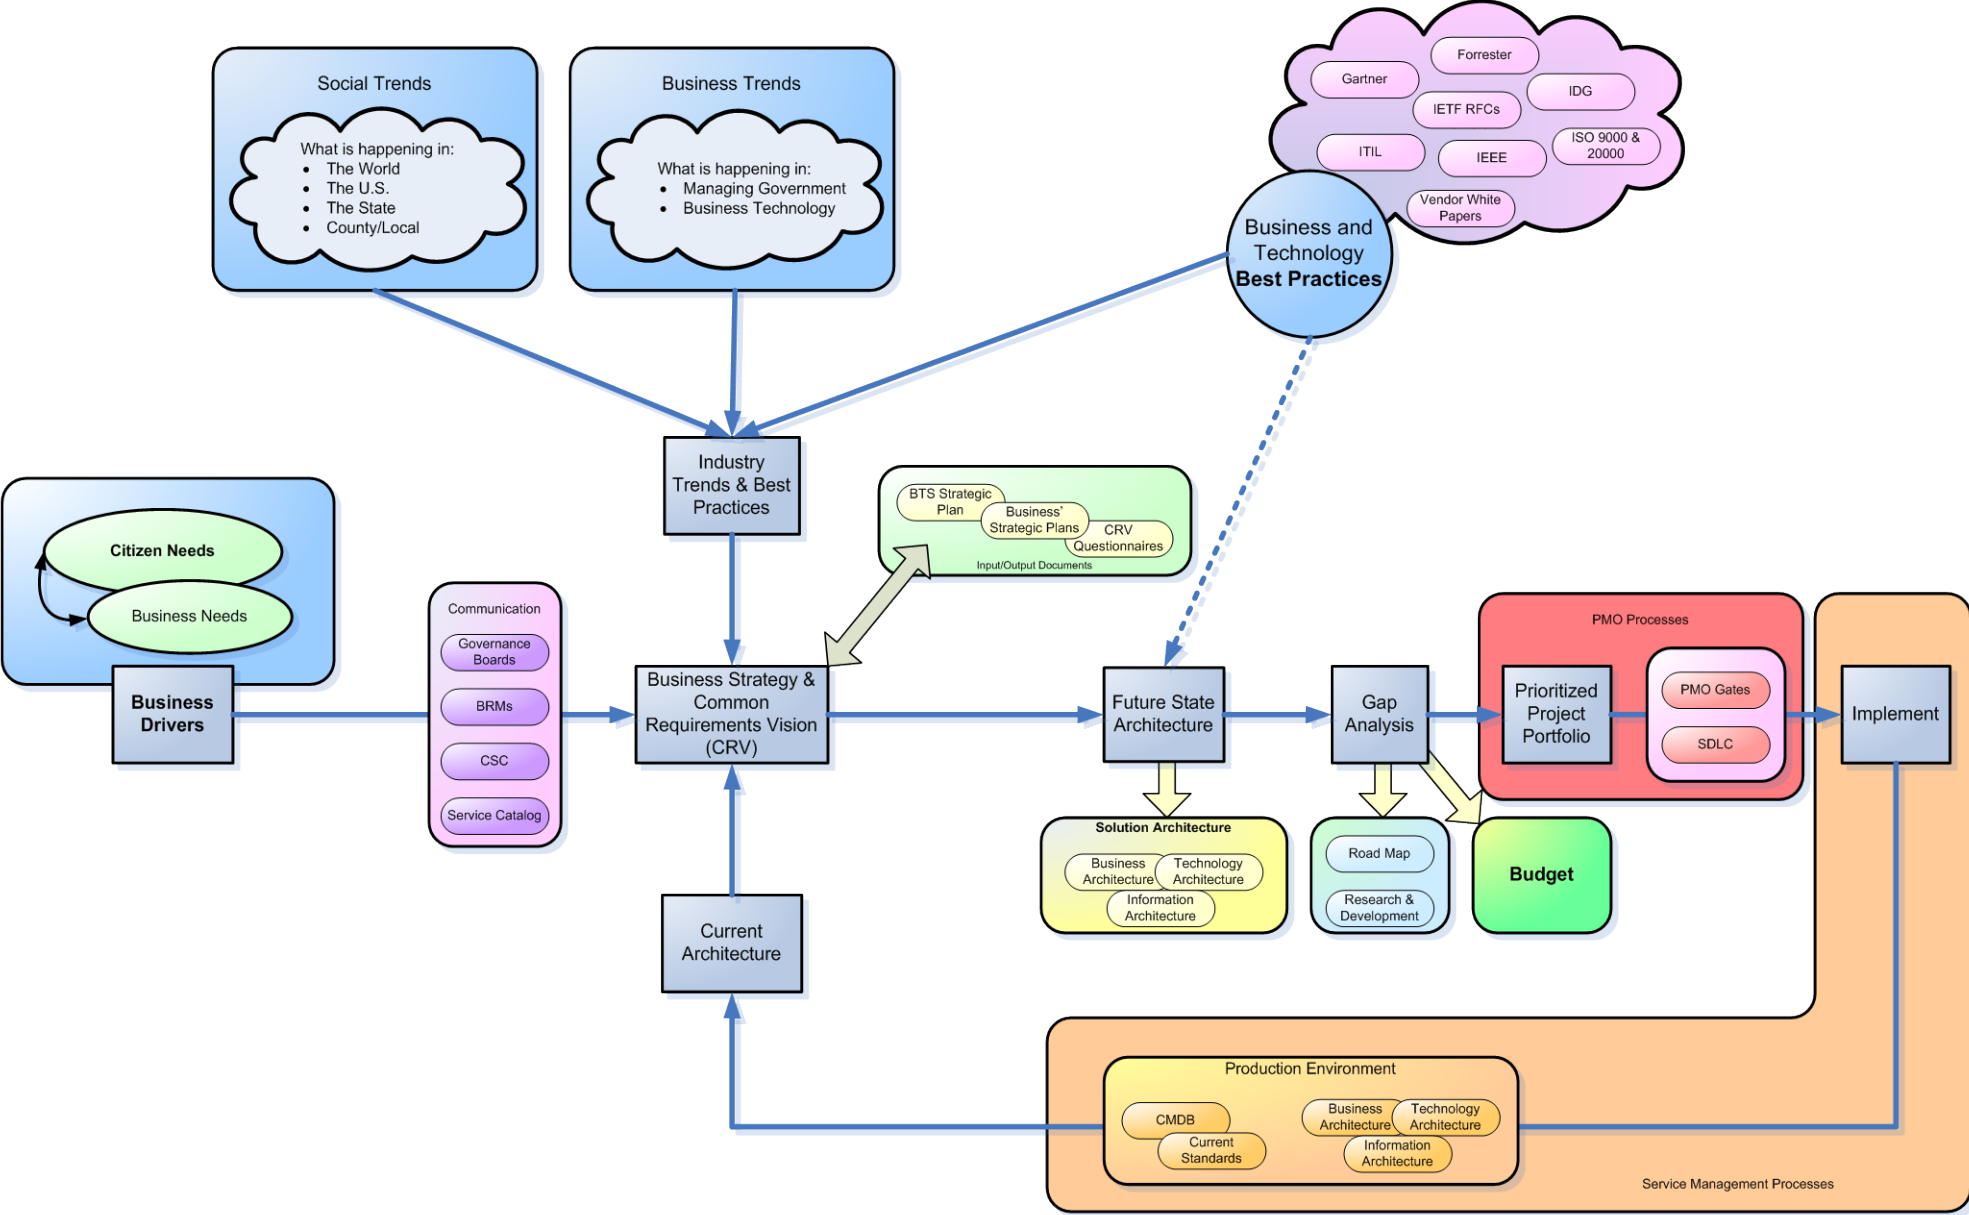 Social Trends
What is happening in:
• The World
• The U.S.
• The State
• County/Local
Business Trends
What is happening in:
• Managing Government
• Business Technology
Forrester
Gartner
IDG
IETF RFCs
ITIL
IEEE
ISO 9000 &
20000
Vendor White
Papers
Business and
Technology
Best Practices
Industry
Trends & Best
Practices
BTS Strategic
Plan
Business'
Strategic Plans
CRV
Questionnaires
Input/Output Documents
Citizen Needs
Business Needs
Business
Drivers
Communication
Governance
Boards
BRMs
CSC
Service Catalog
Business Strategy &
Common
Requirements Vision
(CRV)
Future State
Architecture
Gap
Analysis
PMO Processes
Prioritized
Project
Portfolio
PMO Gates
SDLC
Implement
Solution Architecture
Business
Architecture
Technology
Architecture
Information
Architecture
Road Map
Research &
Development
Budget
Current
Architecture
Production Environment
CMDB
Current
Standards
Business
Architecture
Technology
Architecture
Information
Architecture
Service Management Processes